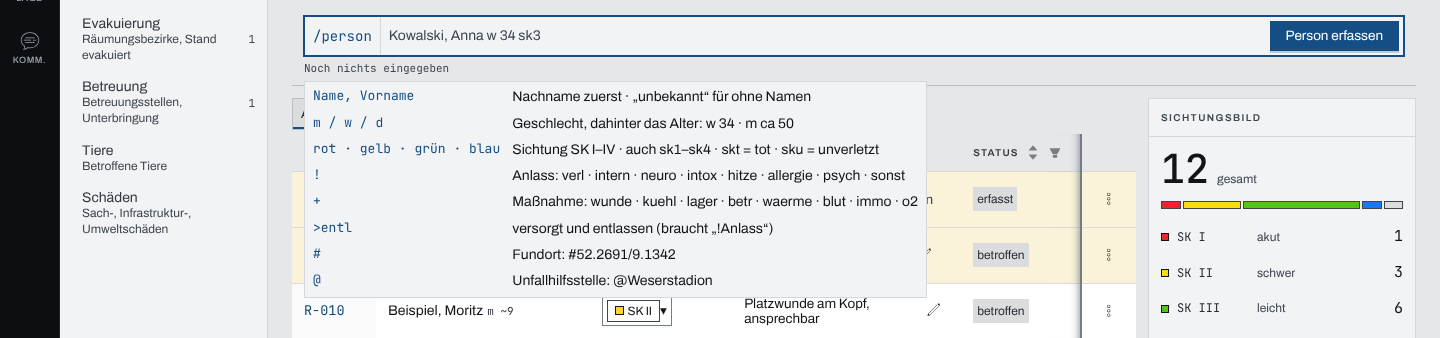 KOMM.
Evakuierung
Räumungsbezirke, Stand
evakuiert
1
Betreuung
Betreuungsstellen,
Unterbringung
1
Tiere
Betroffene Tiere
Schäden
Sach-, Infrastruktur-,
Umweltschäden
/person Kowalski, Anna w 34 sk3 Person erfassen
Noch nichts eingegeben
Name, Vorname Nachname zuerst · „unbekannt“ für ohne Namen
m / w / d Geschlecht, dahinter das Alter: w 34 · m ca 50
rot · gelb · grün · blau Sichtung SK I–IV · auch sk1–sk4 · skt = tot · sku = unverletzt
! Anlass: verl · intern · neuro · intox · hitze · allergie · psych · sonst
+ Maßnahme: wunde · kuehl · lager · betr · waerme · blut · immo · o2
>entl versorgt und entlassen (braucht „!Anlass“)
# Fundort: #52.2691/9.1342
@ Unfallhilfsstelle: @Weserstadion
STATUS
erfasst
betroffen
R-010 Beispiel, Moritz m ~9 SK II ▾ Platzwunde am Kopf,
ansprechbar
betroffen
SICHTUNGSBILD
12 gesamt
SK I akut 1
SK II schwer 3
SK III leicht 6